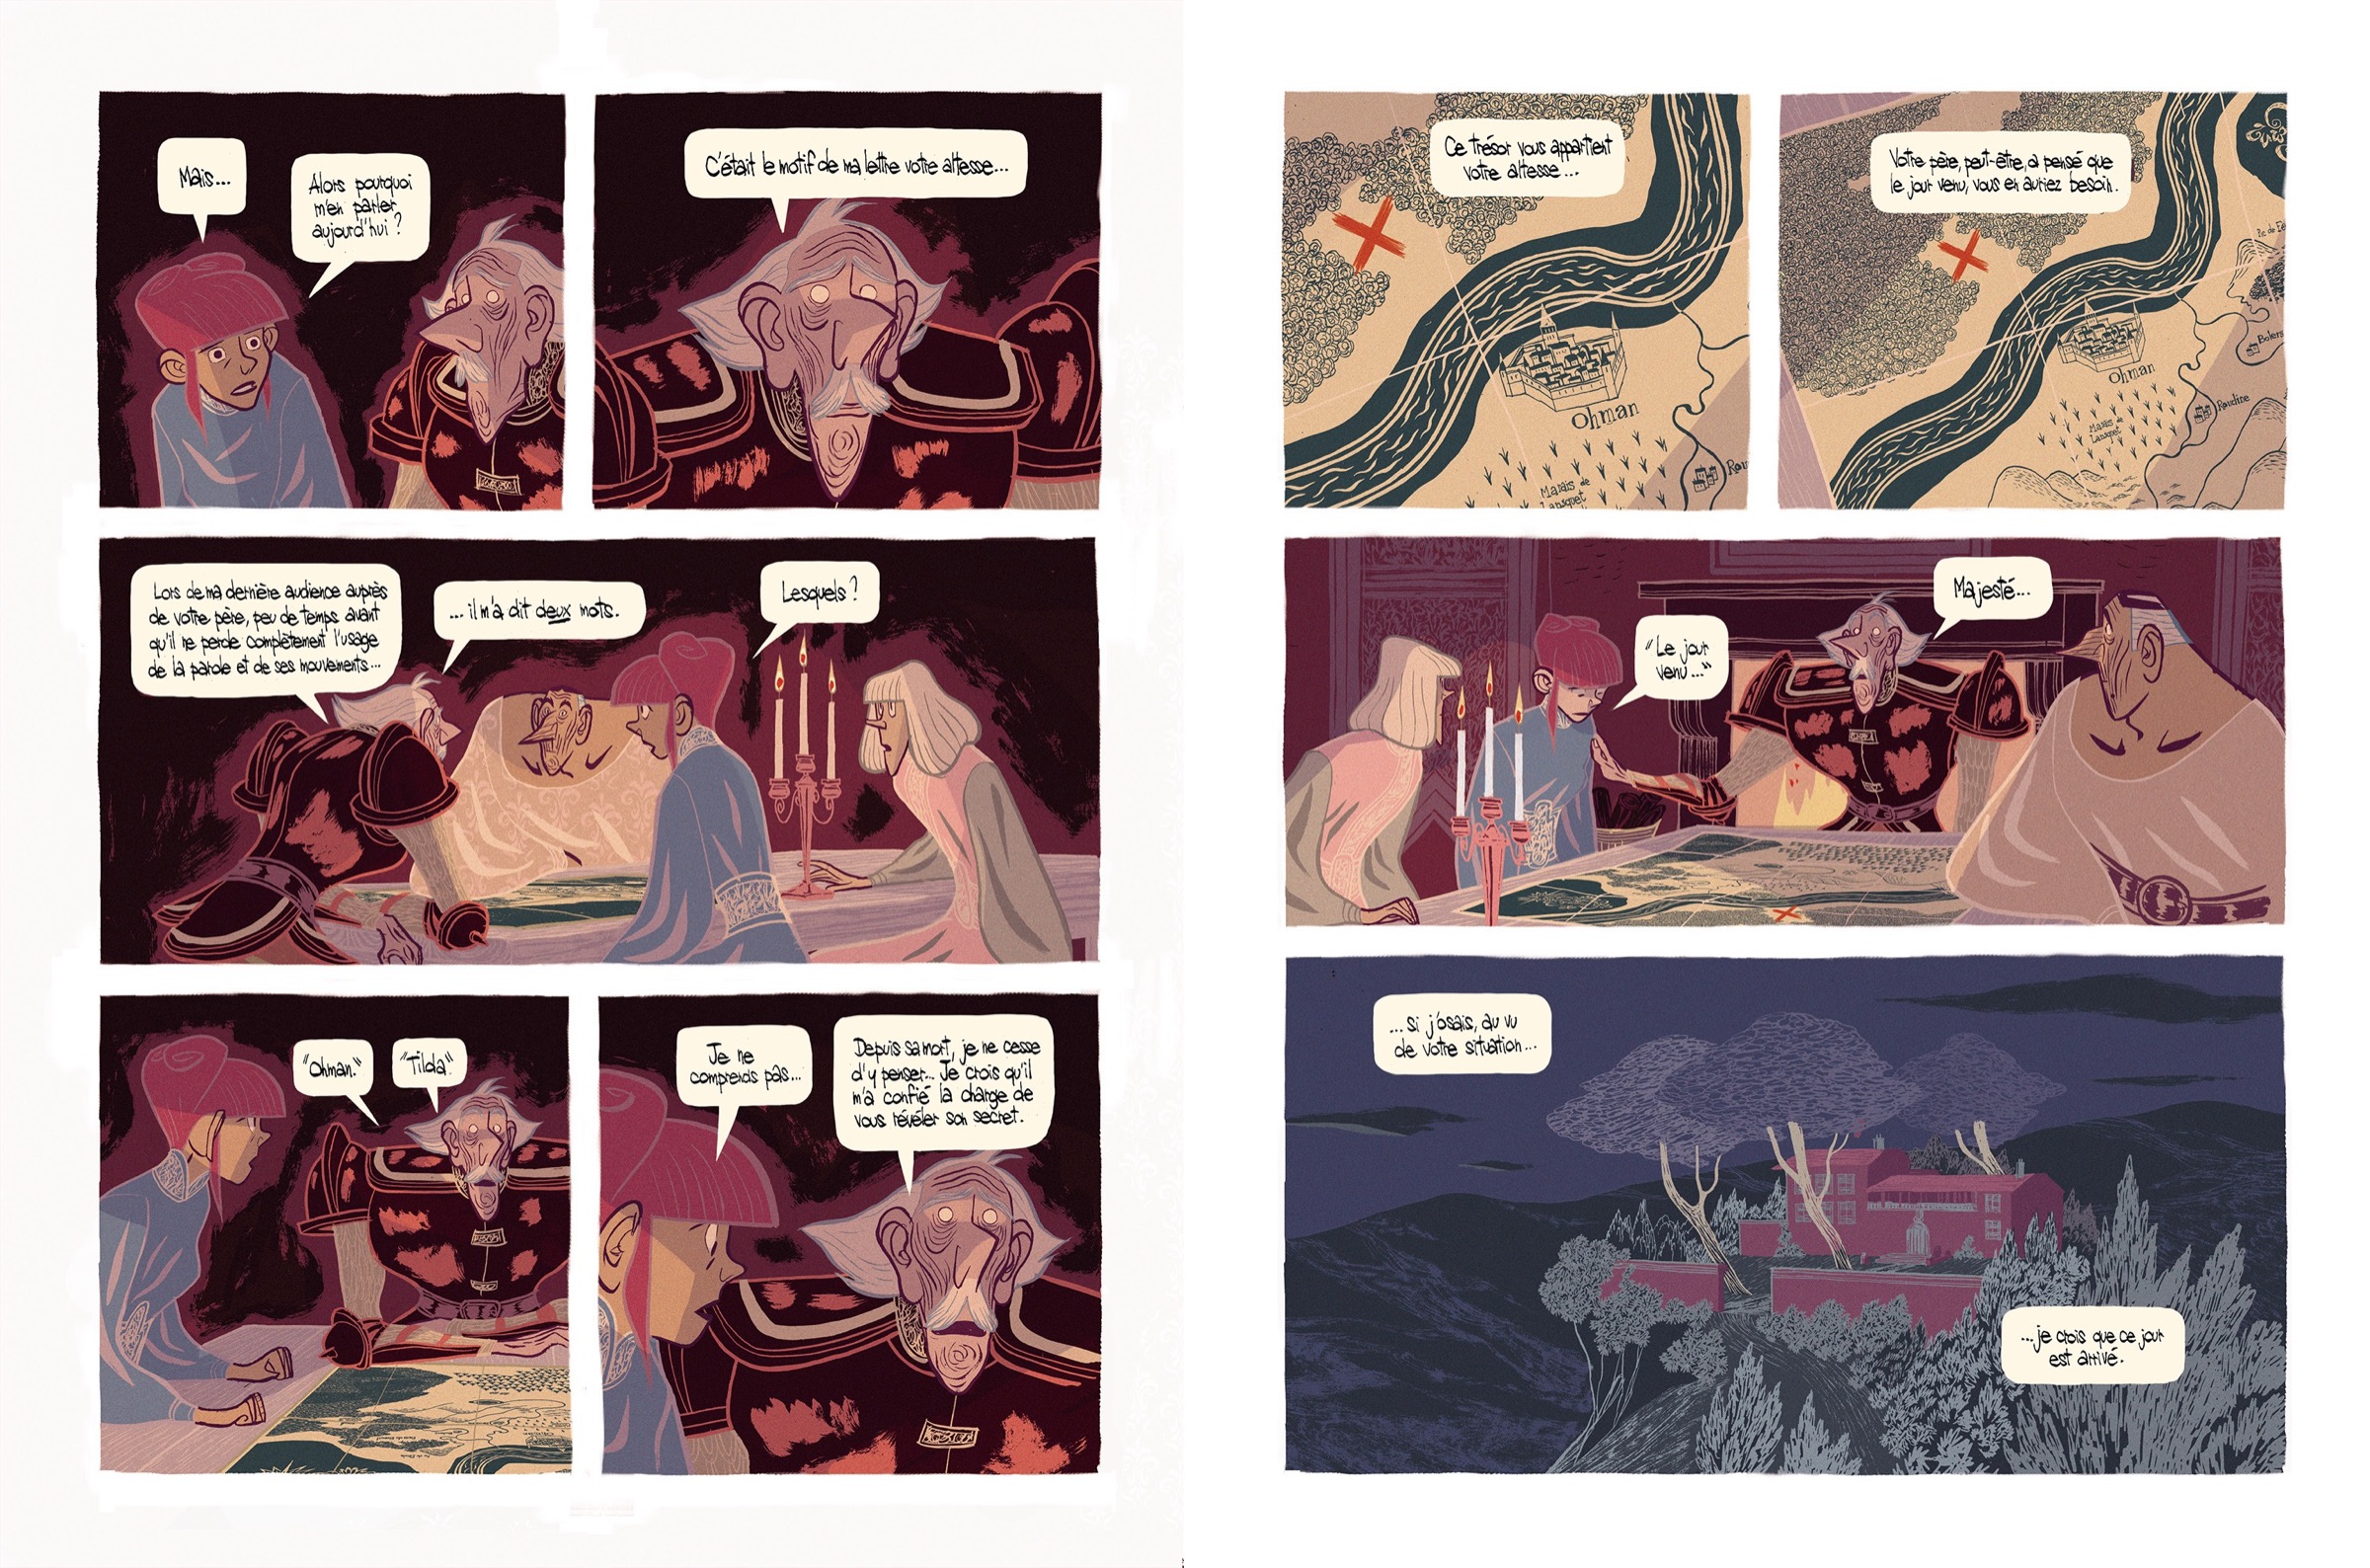 Mais...
Alors pourquoi
m'en parler
aujourd'hui ?
C'était le motif de ma lettre votre altesse...
Lors de ma dernière audience auprès
de votre père, peu de temps avant
qu'il ne perde complètement l'usage
de la parole et de ses mouvements...
... il m'a dit deux mots.
Lesquels ?
"Ohman."
"Tilda."
Je ne
comprends pas...
Depuis sa mort, je ne cesse
d'y penser... Je crois qu'il
m'a confié la charge de
vous révéler son secret.
Ce trésor vous appartient
votre altesse...
Ohman
Marais de
Lansquet
Votre père, peut-être, a pensé que
le jour venu, vous en auriez besoin.
Ohman
Raudine
Marais de
Lansquet
"Le jour
venu..."
Majesté...
... si j'osais, au vu
de votre situation...
... je crois que ce jour
est arrivé.